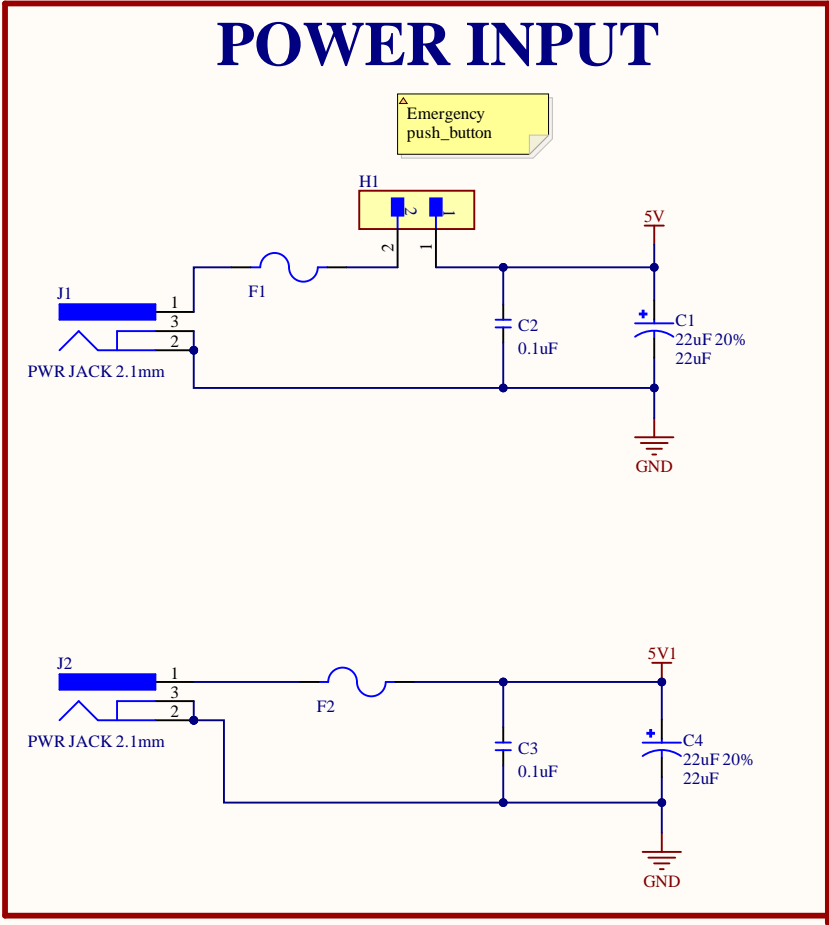 POWER INPUT
Emergency
push_button
H1
2
1
2
1
5V
F1
J1
1
3
2
PWR JACK 2.1mm
C2
0.1uF
C1
22uF 20%
22uF
GND
J2
1
3
2
PWR JACK 2.1mm
F2
5V1
C3
0.1uF
C4
22uF 20%
22uF
GND